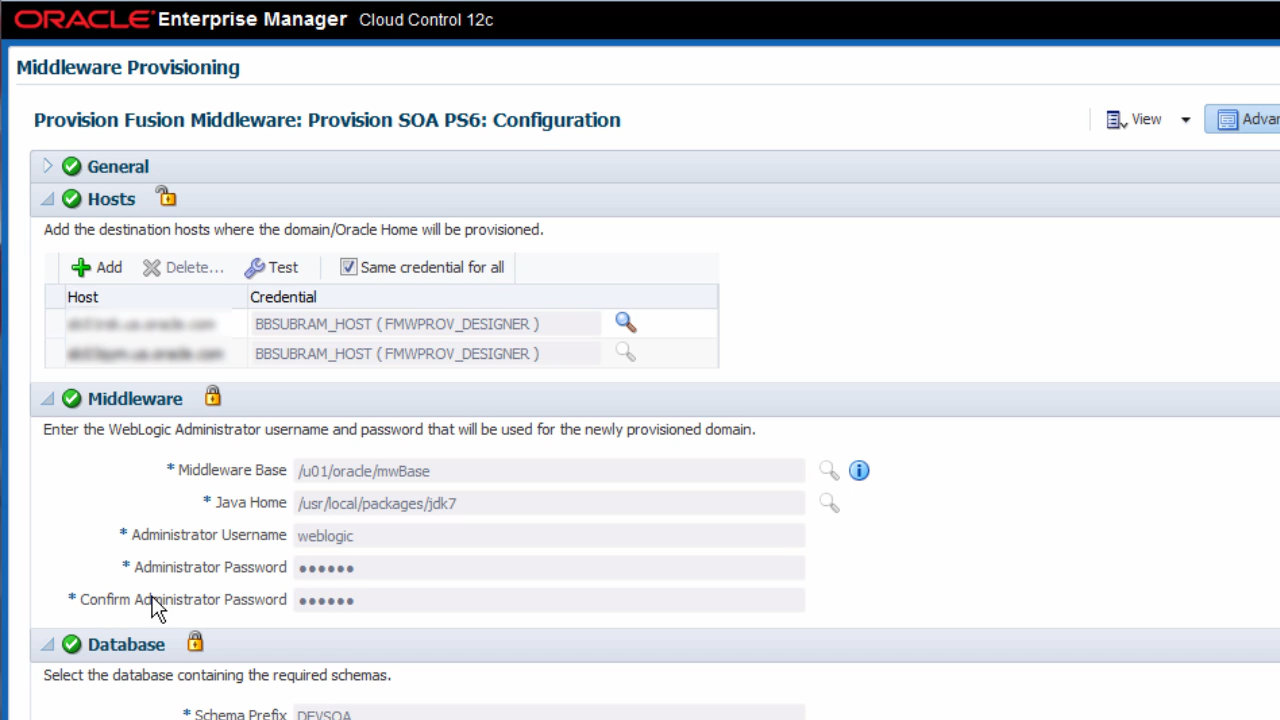 ORACLE Enterprise Manager Cloud Control 12c
Middleware Provisioning
Provision Fusion Middleware: Provision SOA PS6: Configuration
View
General
Hosts
Add the destination hosts where the domain/Oracle Home will be provisioned.
Add Delete... Test Same credential for all
Host Credential
BBSUBRAM_HOST ( FMWPROV_DESIGNER )
BBSUBRAM_HOST ( FMWPROV_DESIGNER )
Middleware
Enter the WebLogic Administrator username and password that will be used for the newly provisioned domain.
* Middleware Base /u01/oracle/mwBase
* Java Home /usr/local/packages/jdk7
* Administrator Username weblogic
* Administrator Password ••••••
* Confirm Administrator Password ••••••
Database
Select the database containing the required schemas.
* Schema Prefix DEVSOA